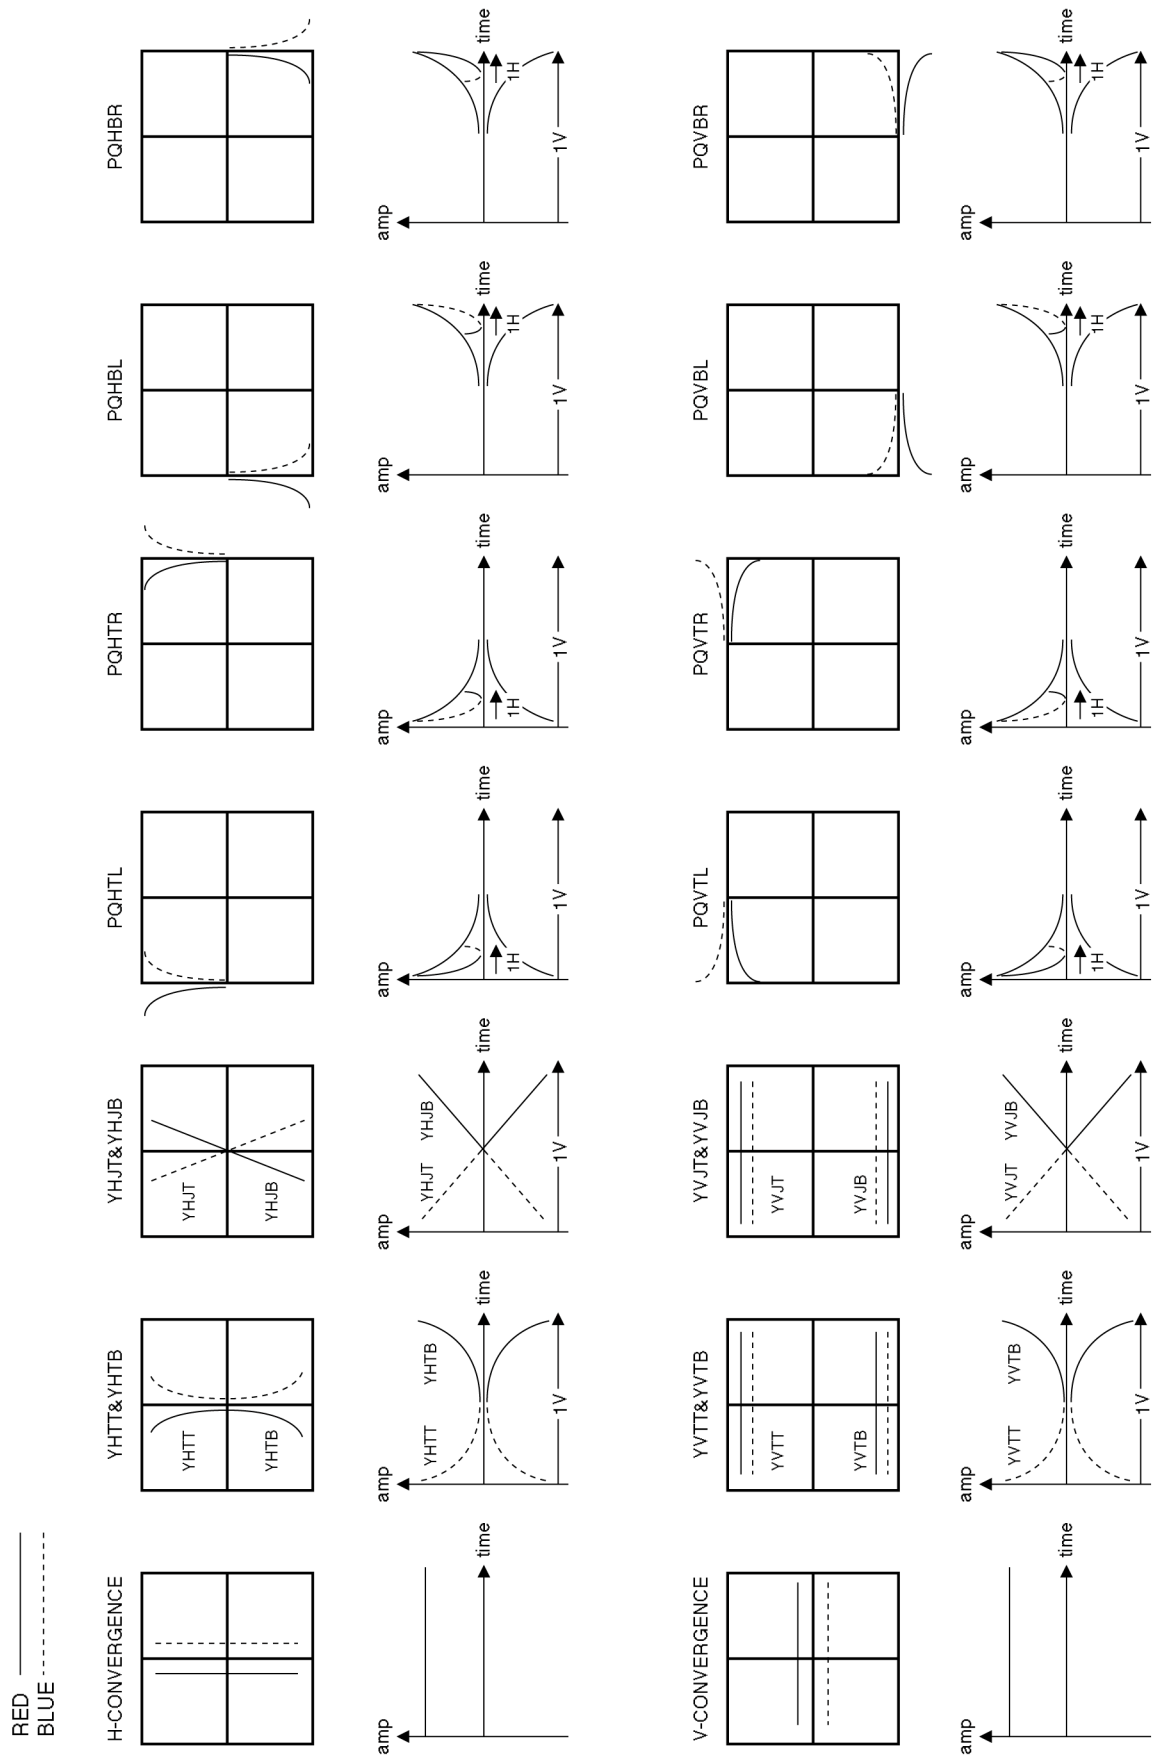 RED
BLUE
H-CONVERGENCE
YHTT&YHTB
YHJT&YHJB
PQHTL
PQHTR
PQHBL
PQHBR
YHTT
YHTB
YHJT
YHJB
amp
time
amp
YHTT
YHTB
time
1V
amp
YHJT
YHJB
time
1V
amp
time
1H
1V
amp
time
1H
1V
amp
time
1H
1V
amp
time
1H
1V
V-CONVERGENCE
YVTT&YVTB
YVJT&YVJB
PQVTL
PQVTR
PQVBL
PQVBR
YVTT
YVTB
YVJT
YVJB
amp
time
amp
YVTT
YVTB
time
1V
amp
YVJT
YVJB
time
1V
amp
time
1H
1V
amp
time
1H
1V
amp
time
1H
1V
amp
time
1H
1V